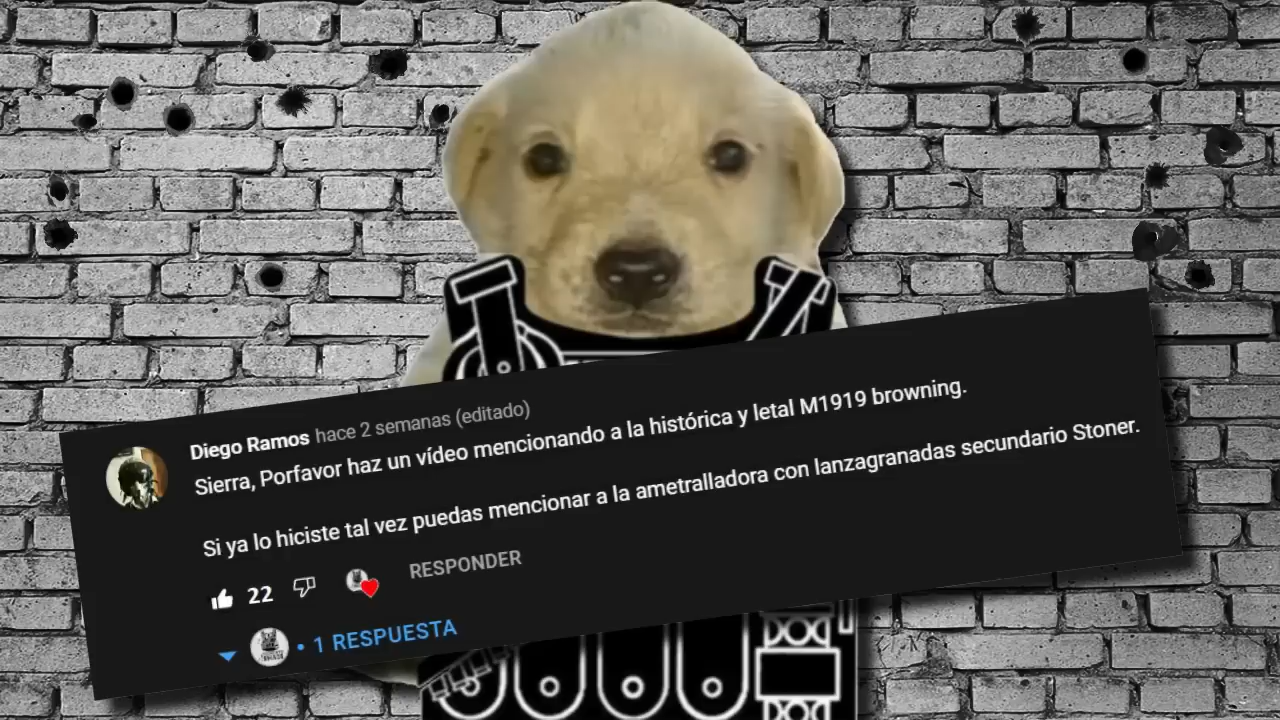 Diego Ramos hace 2 semanas (editado)
Sierra, Porfavor haz un vídeo mencionando a la histórica y letal M1919 browning.
Si ya lo hiciste tal vez puedas mencionar a la ametralladora con lanzagranadas secundario Stoner.
22 RESPONDER
• 1 RESPUESTA